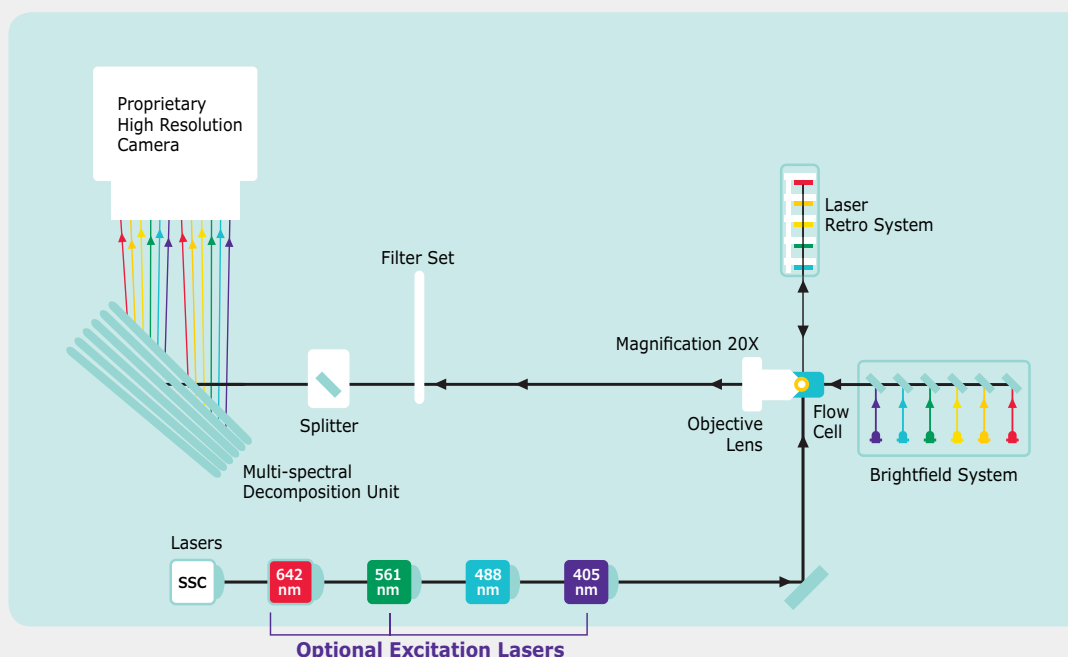 Proprietary
High Resolution
Camera
Laser
Retro System
Filter Set
Magnification 20X
Splitter
Objective
Lens
Flow
Cell
Brightfield System
Multi-spectral
Decomposition Unit
Lasers
SSC
642
nm
561
nm
488
nm
405
nm
Optional Excitation Lasers